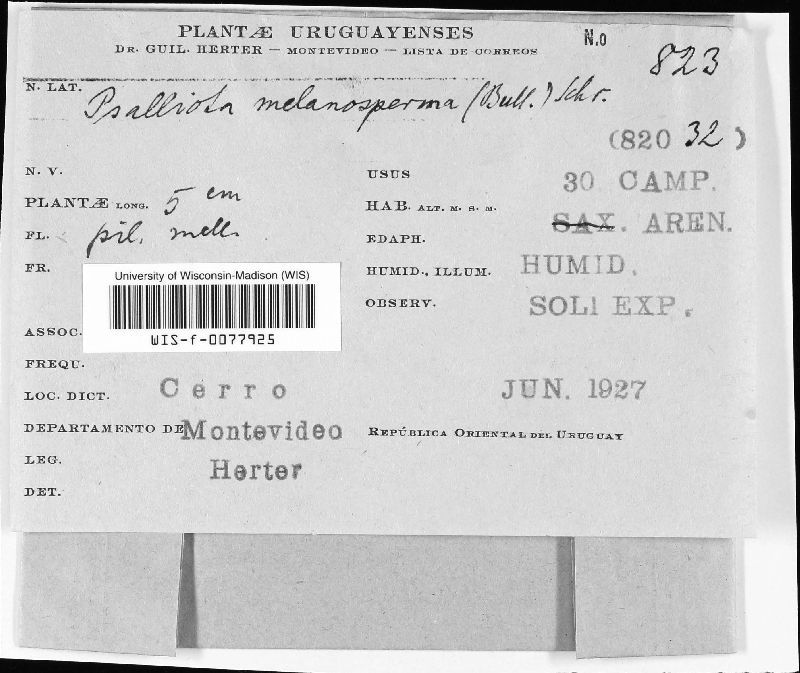 PLANTÆ URUGUAYENSES
DR. GUIL. HERTER — MONTEVIDEO — LISTA DE CORREOS
N.o 823
N. LAT. Psalliota melanosperma (Bull.) Schr.
(820 32)
N. V.
USUS
30 CAMP.
PLANTÆ LONG. 5 cm
HAB. ALT. M. S. M.
SAX. AREN.
FL. pil. mell.
EDAPH.
FR.
HUMID., ILLUM. HUMID.
University of Wisconsin-Madison (WIS)
WIS-f-0077925
OBSERV. SOLI EXP.
ASSOC.
FREQU.
LOC. DICT. Cerro JUN. 1927
DEPARTAMENTO DE Montevideo REPÚBLICA ORIENTAL DEL URUGUAY
LEG. Herter
DET.